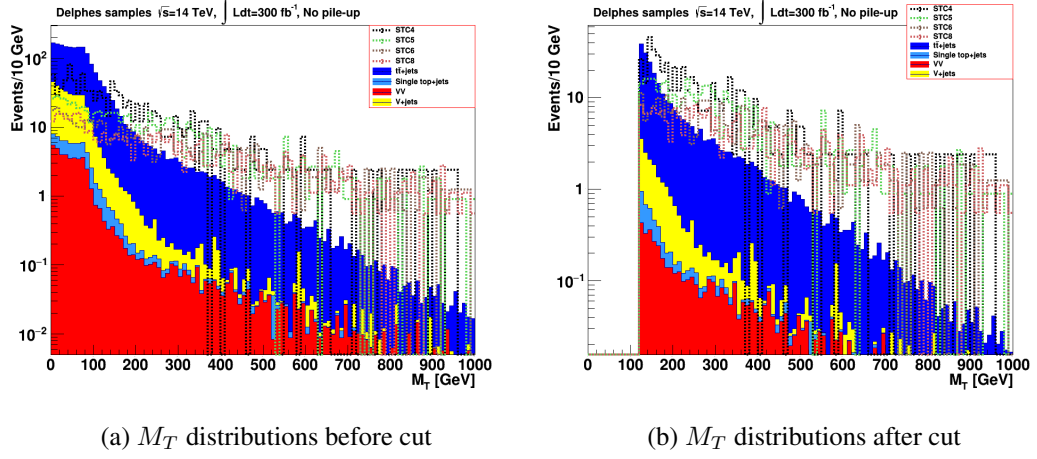 Delphes samples √s=14 TeV, ∫ Ldt=300 fb⁻¹, No pile-up
Events/10 GeV
10²
10
1
10⁻¹
10⁻²
0 100 200 300 400 500 600 700 800 900 1000
M_T [GeV]
STC4
STC5
STC6
STC8
tt̄+jets
Single top+jets
VV
V+jets
(a) M_T distributions before cut
Delphes samples √s=14 TeV, ∫ Ldt=300 fb⁻¹, No pile-up
Events/10 GeV
10
1
10⁻¹
0 100 200 300 400 500 600 700 800 900 1000
M_T [GeV]
STC4
STC5
STC6
STC8
tt̄+jets
Single top+jets
VV
V+jets
(b) M_T distributions after cut